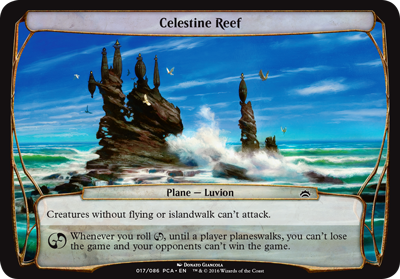 Celestine Reef
Plane — Luvion
Creatures without flying or islandwalk can't attack.
Whenever you roll , until a player planeswalks, you can't lose
the game and your opponents can't win the game.
Donato Giancola
017/086 PCA • EN ™ & © 2016 Wizards of the Coast